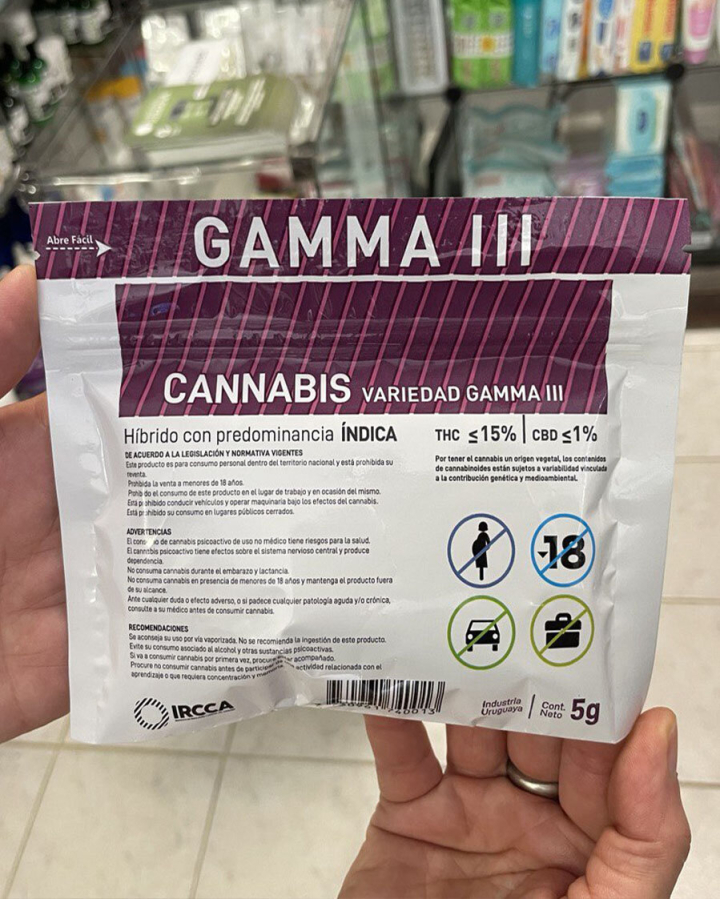 Abre Fácil
GAMMA III
CANNABIS VARIEDAD GAMMA III
Híbrido con predominancia ÍNDICA
THC ≤15% | CBD ≤1%
DE ACUERDO A LA LEGISLACIÓN Y NORMATIVA VIGENTES
Este producto es para consumo personal dentro del territorio nacional y está prohibida su
reventa.
Prohibida la venta a menores de 18 años.
Prohibido el consumo de este producto en el lugar de trabajo y en ocasión del mismo.
Está prohibido conducir vehículos y operar maquinaria bajo los efectos del cannabis.
Está prohibido su consumo en lugares públicos cerrados.
Por tener el cannabis un origen vegetal, los contenidos
de cannabinoides están sujetos a variabilidad vinculada
a la contribución genética y medioambiental.
ADVERTENCIAS
El consumo de cannabis psicoactivo de uso no médico tiene riesgos para la salud.
El cannabis psicoactivo tiene efectos sobre el sistema nervioso central y produce
dependencia.
No consuma cannabis durante el embarazo y lactancia.
No consuma cannabis en presencia de menores de 18 años y mantenga el producto fuera
de su alcance.
Ante cualquier duda o efecto adverso, o si padece cualquier patología aguda y/o crónica,
consulte a su médico antes de consumir cannabis.
-18
RECOMENDACIONES
Se aconseja su uso por vía vaporizada. No se recomienda la ingestión de este producto.
Evite su consumo asociado al alcohol y otras sustancias psicoactivas.
Si va a consumir cannabis por primera vez, procure estar acompañado.
Procure no consumir cannabis antes de participar en actividad relacionada con el
aprendizaje o que requiera concentración y memoria.
IRCCA
40013
Industria
Uruguaya
Cont.
Neto
5g